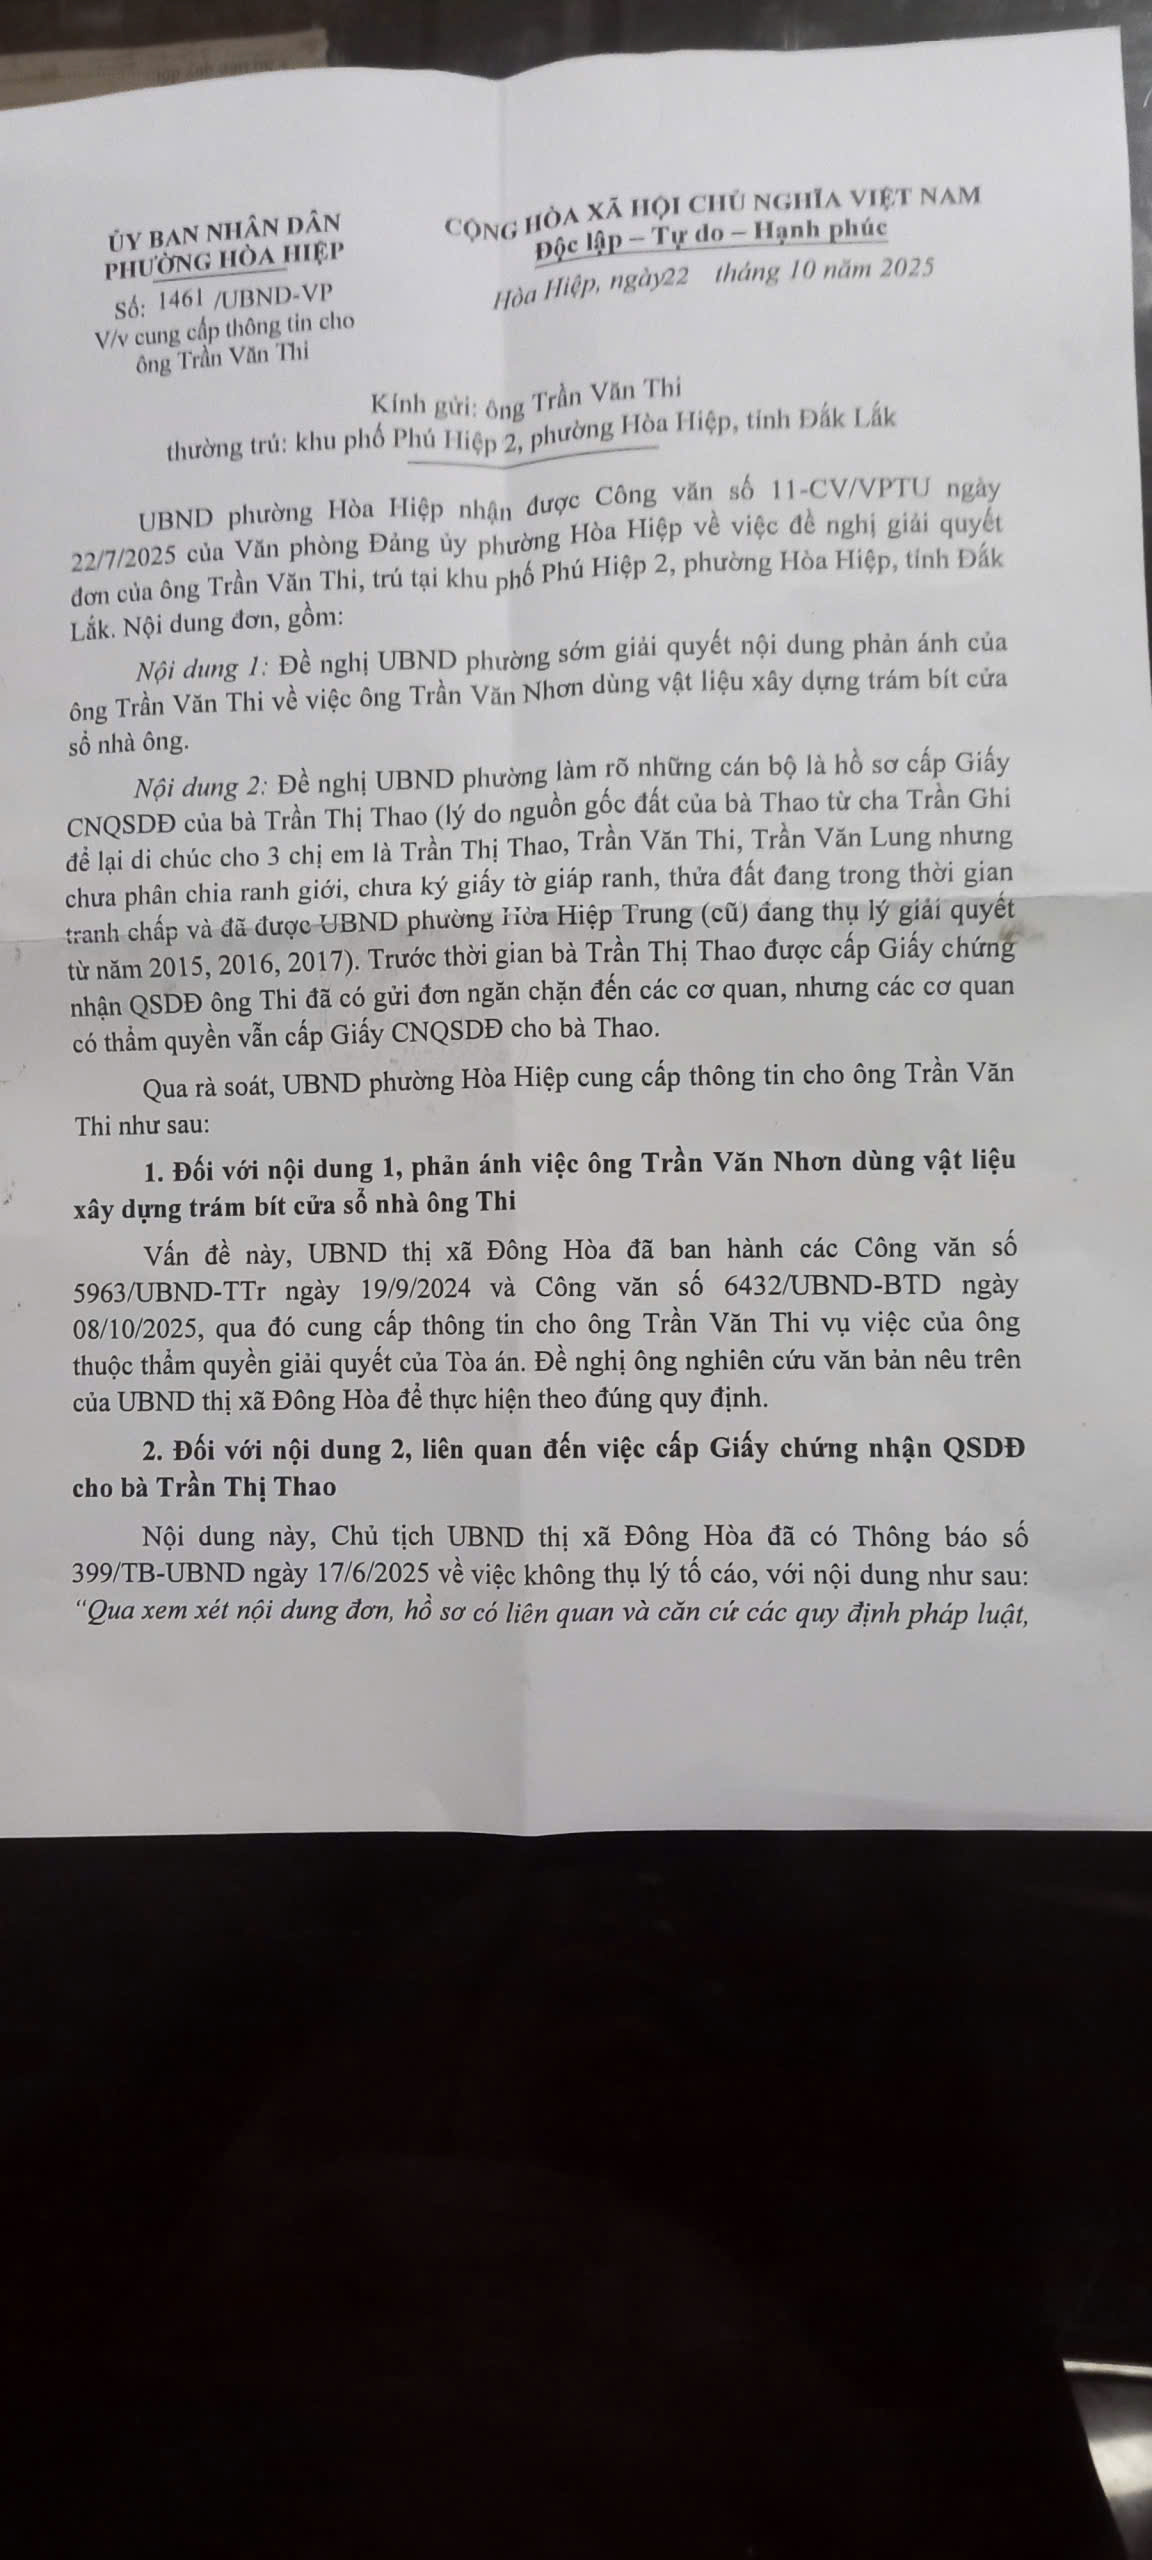 ỦY BAN NHÂN DÂN
PHƯỜNG HÒA HIỆP
Số: 1461 /UBND-VP
V/v cung cấp thông tin cho
ông Trần Văn Thi
CỘNG HÒA XÃ HỘI CHỦ NGHĨA VIỆT NAM
Độc lập – Tự do – Hạnh phúc
Hòa Hiệp, ngày22 tháng 10 năm 2025
Kính gửi: ông Trần Văn Thi
thường trú: khu phố Phú Hiệp 2, phường Hòa Hiệp, tỉnh Đắk Lắk
UBND phường Hòa Hiệp nhận được Công văn số 11-CV/VPTU ngày
22/7/2025 của Văn phòng Đảng ủy phường Hòa Hiệp về việc đề nghị giải quyết
đơn của ông Trần Văn Thi, trú tại khu phố Phú Hiệp 2, phường Hòa Hiệp, tỉnh Đắk
Lắk. Nội dung đơn, gồm:
Nội dung 1: Đề nghị UBND phường sớm giải quyết nội dung phản ánh của
ông Trần Văn Thi về việc ông Trần Văn Nhơn dùng vật liệu xây dựng trám bít cửa
sổ nhà ông.
Nội dung 2: Đề nghị UBND phường làm rõ những cán bộ là hồ sơ cấp Giấy
CNQSDĐ của bà Trần Thị Thao (lý do nguồn gốc đất của bà Thao từ cha Trần Ghi
để lại di chúc cho 3 chị em là Trần Thị Thao, Trần Văn Thi, Trần Văn Lung nhưng
chưa phân chia ranh giới, chưa ký giấy tờ giáp ranh, thửa đất đang trong thời gian
tranh chấp và đã được UBND phường Hòa Hiệp Trung (cũ) đang thụ lý giải quyết
từ năm 2015, 2016, 2017). Trước thời gian bà Trần Thị Thao được cấp Giấy chứng
nhận QSDĐ ông Thi đã có gửi đơn ngăn chặn đến các cơ quan, nhưng các cơ quan
có thẩm quyền vẫn cấp Giấy CNQSDĐ cho bà Thao.
Qua rà soát, UBND phường Hòa Hiệp cung cấp thông tin cho ông Trần Văn
Thi như sau:
1. Đối với nội dung 1, phản ánh việc ông Trần Văn Nhơn dùng vật liệu
xây dựng trám bít cửa sổ nhà ông Thi
Vấn đề này, UBND thị xã Đông Hòa đã ban hành các Công văn số
5963/UBND-TTr ngày 19/9/2024 và Công văn số 6432/UBND-BTD ngày
08/10/2025, qua đó cung cấp thông tin cho ông Trần Văn Thi vụ việc của ông
thuộc thẩm quyền giải quyết của Tòa án. Đề nghị ông nghiên cứu văn bản nêu trên
của UBND thị xã Đông Hòa để thực hiện theo đúng quy định.
2. Đối với nội dung 2, liên quan đến việc cấp Giấy chứng nhận QSDĐ
cho bà Trần Thị Thao
Nội dung này, Chủ tịch UBND thị xã Đông Hòa đã có Thông báo số
399/TB-UBND ngày 17/6/2025 về việc không thụ lý tố cáo, với nội dung như sau:
“Qua xem xét nội dung đơn, hồ sơ có liên quan và căn cứ các quy định pháp luật,